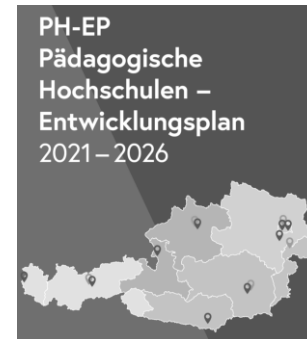 PH-EP
Pädagogische
Hochschulen –
Entwicklungsplan
2021 – 2026